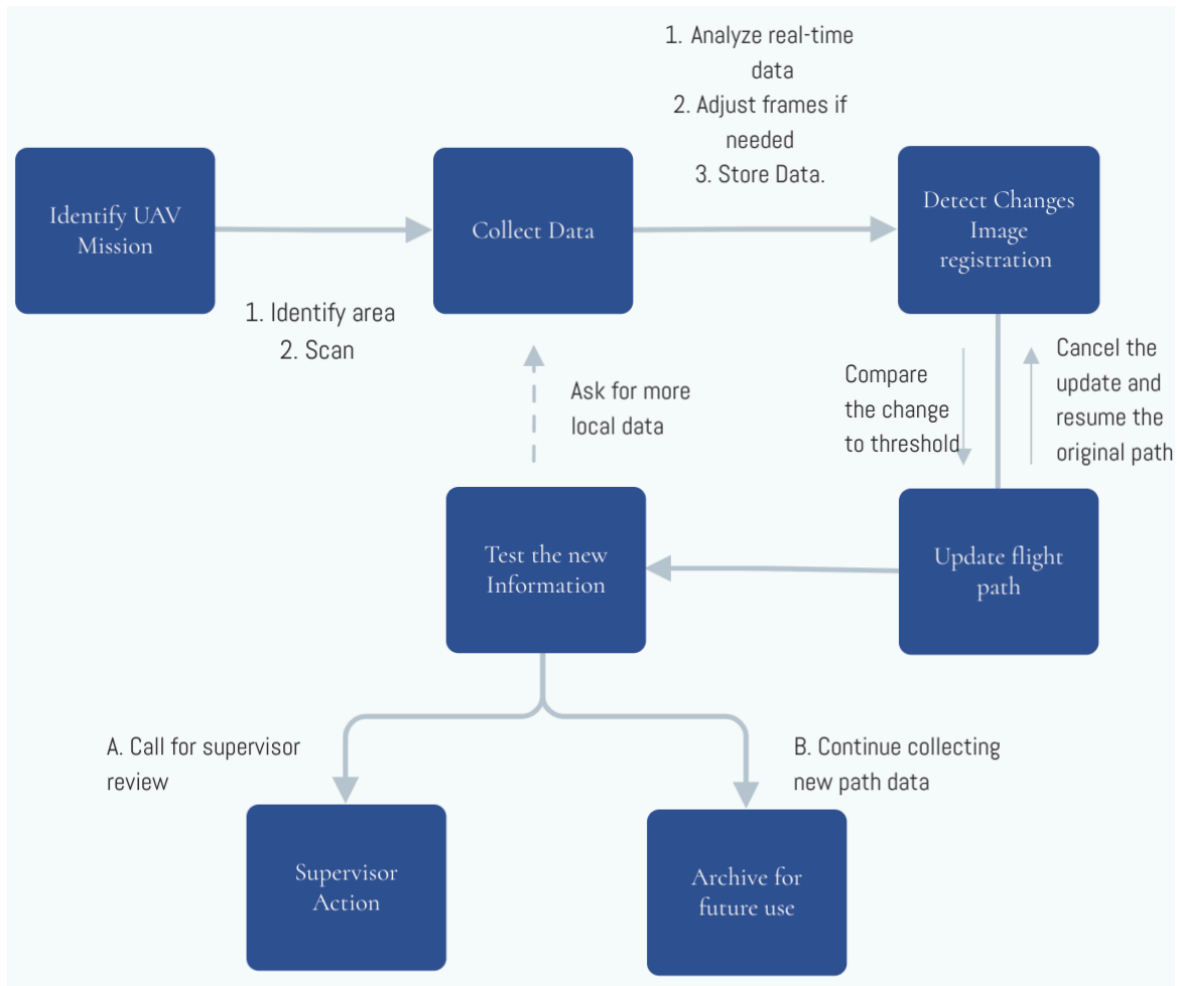 1. Analyze real-time
data
2. Adjust frames if
needed
3. Store Data.
Identify UAV
Mission
Collect Data
Detect Changes
Image
registration
1. Identify area
2. Scan
Ask for more
local data
Compare
the change
to threshold
Cancel the
update and
resume the
original path
Test the new
Information
Update flight
path
A. Call for supervisor
review
B. Continue collecting
new path data
Supervisor
Action
Archive for
future use